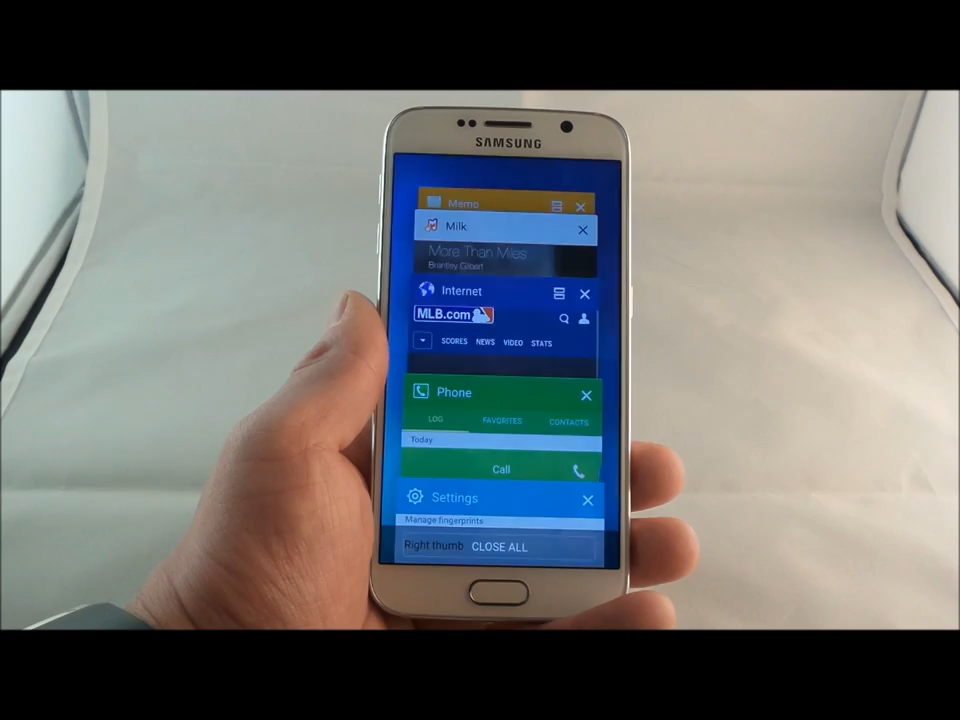 SAMSUNG
Memo
Milk
More Than Miles
Brantley Gilbert
Internet
MLB.com
SCORES NEWS VIDEO STATS
Phone
LOG FAVORITES CONTACTS
Today
Call
Settings
Manage fingerprints
Right thumb CLOSE ALL